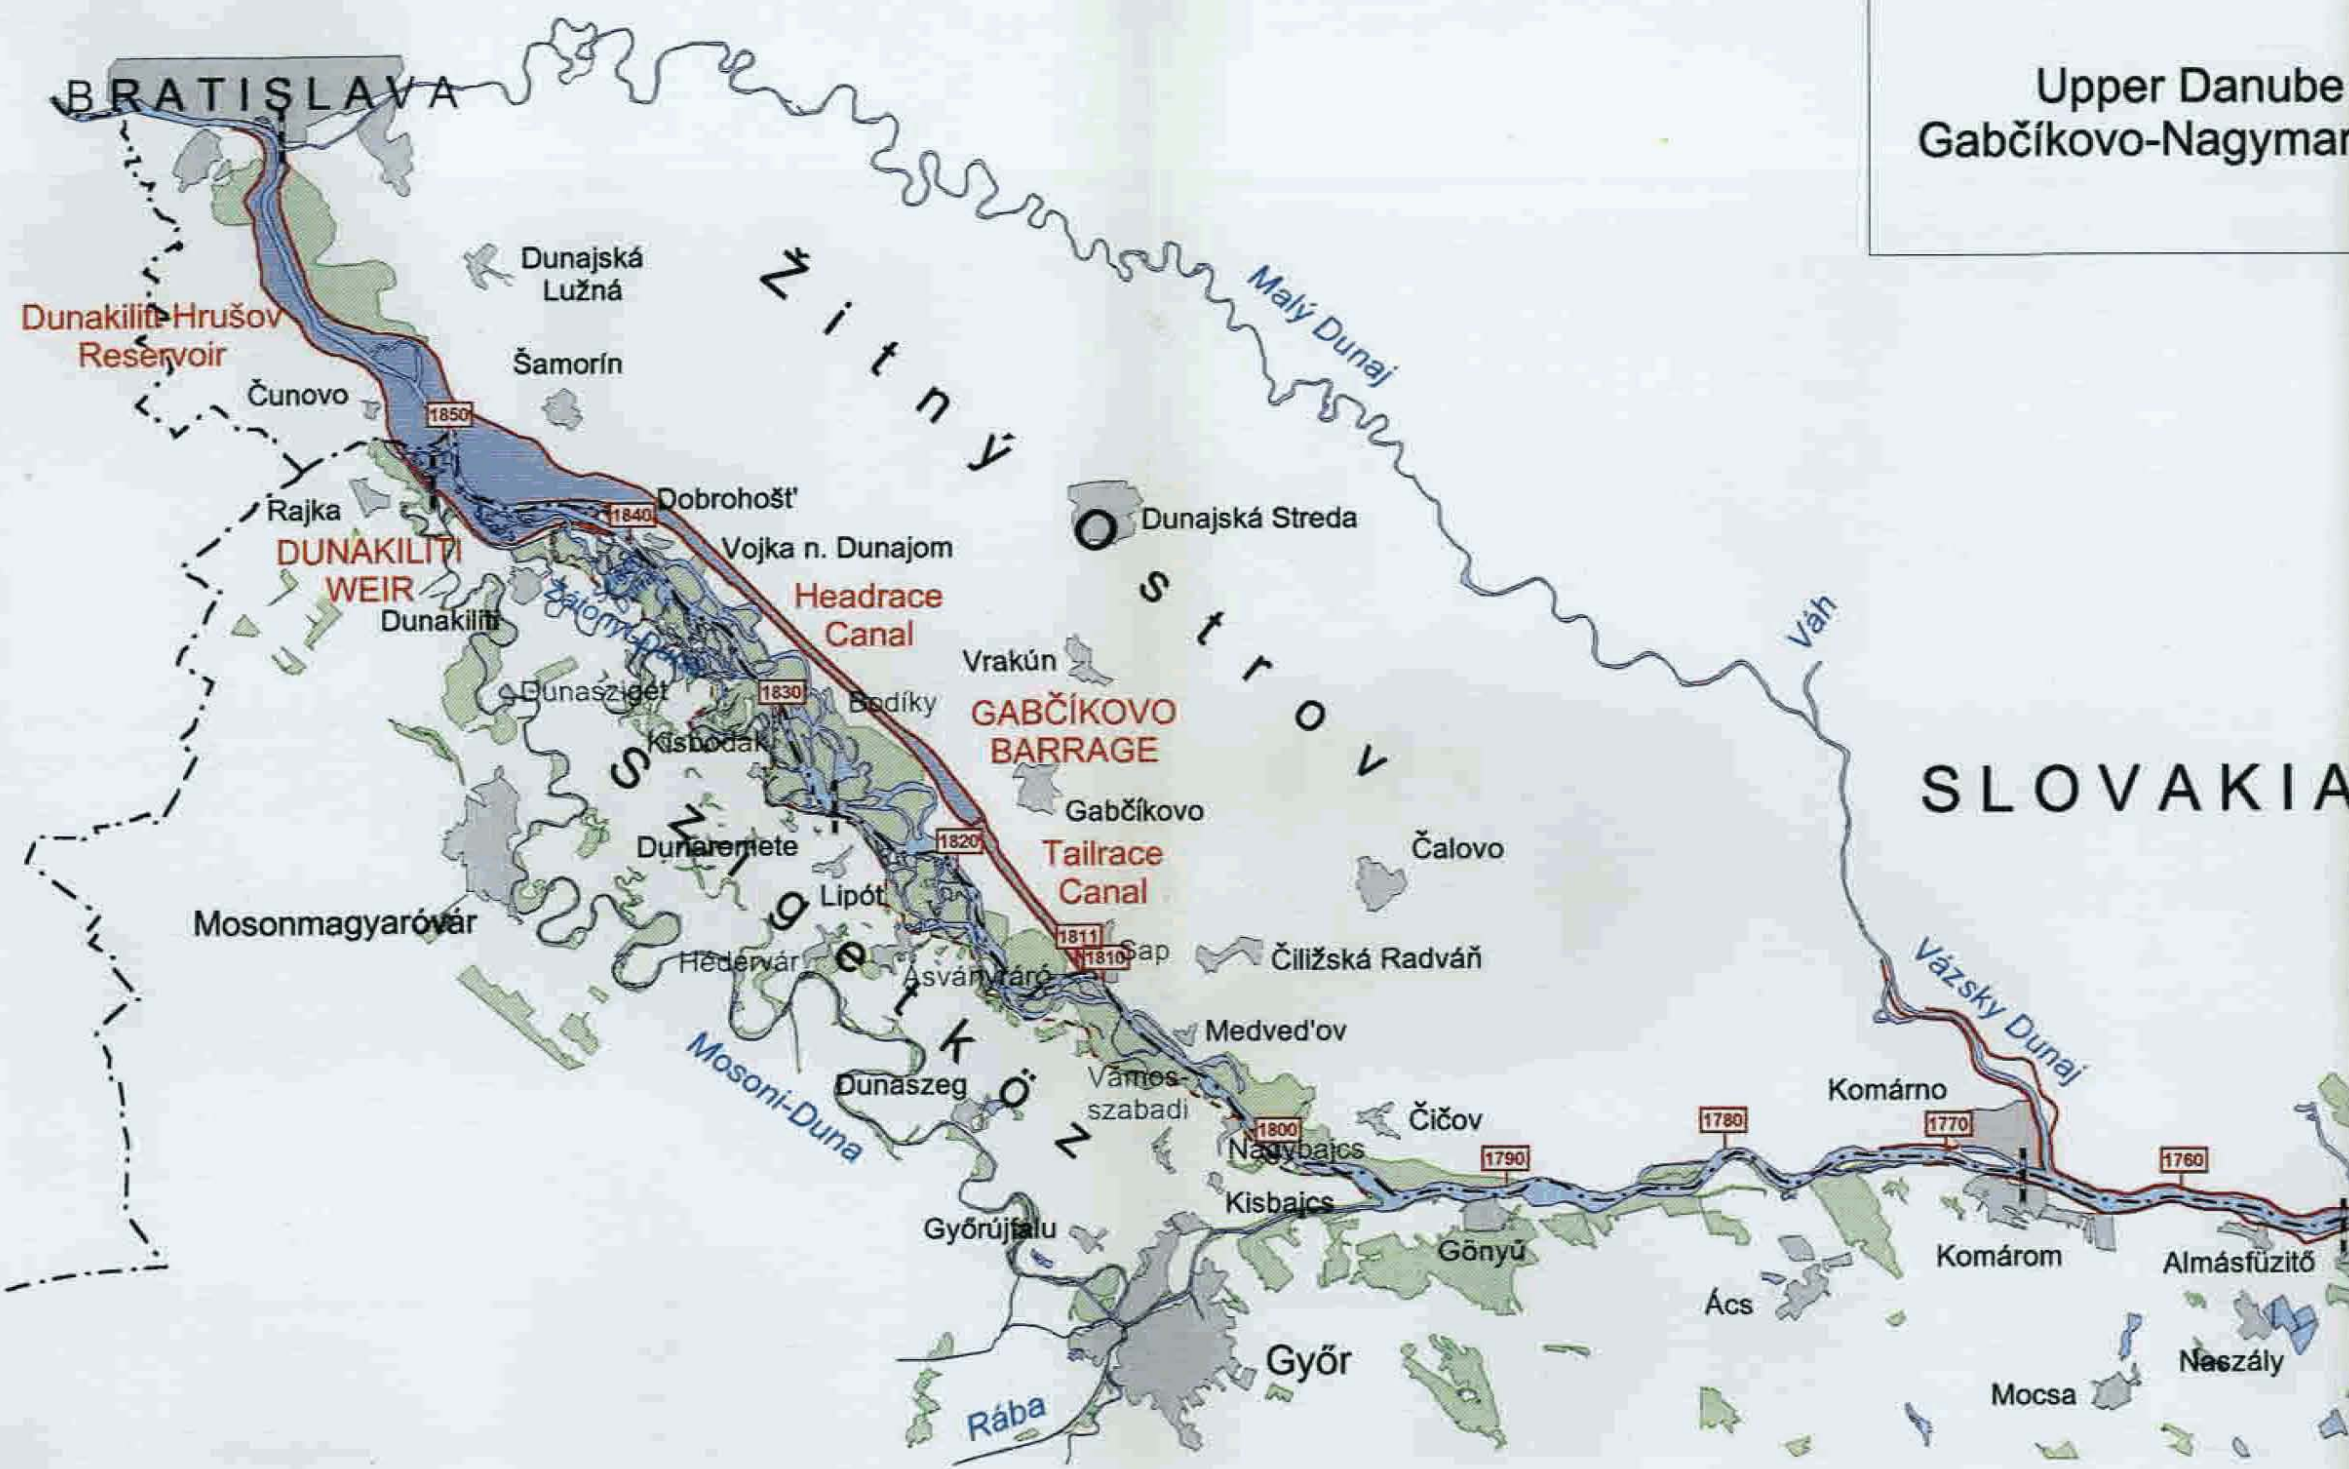 Upper Danube
Gabčíkovo-Nagymar
BRATISLAVA
Dunajská
Lužná
Žitný Ostrov
Malý Dunaj
Dunakiliti-Hrušov
Reservoir
Šamorín
Čunovo
1850
Rajka
Dobrohošt'
1840
Dunajská Streda
DUNAKILITI
WEIR
Vojka n. Dunajom
Dunakiliti
Headrace
Canal
Váh
Vrakún
Dunasziget
1830
Bodíky
GABČÍKOVO
BARRAGE
Kisbodak
Szigetköz
SLOVAKIA
Gabčíkovo
Dunaremete
1820
Tailrace
Canal
Čalovo
Lipót
Mosonmagyaróvár
1811
1810
Sap
Čiližská Radváň
Hédervár
Ásványráró
Vázsky Dunaj
Medved'ov
Mosoni-Duna
Dunaszeg
Vámos-
szabadi
Komárno
Čičov
1800
1780
1770
Nagybajcs
1790
1760
Kisbajcs
Győrújfalu
Gönyű
Komárom
Almásfüzitő
Ács
Győr
Naszály
Mocsa
Rába